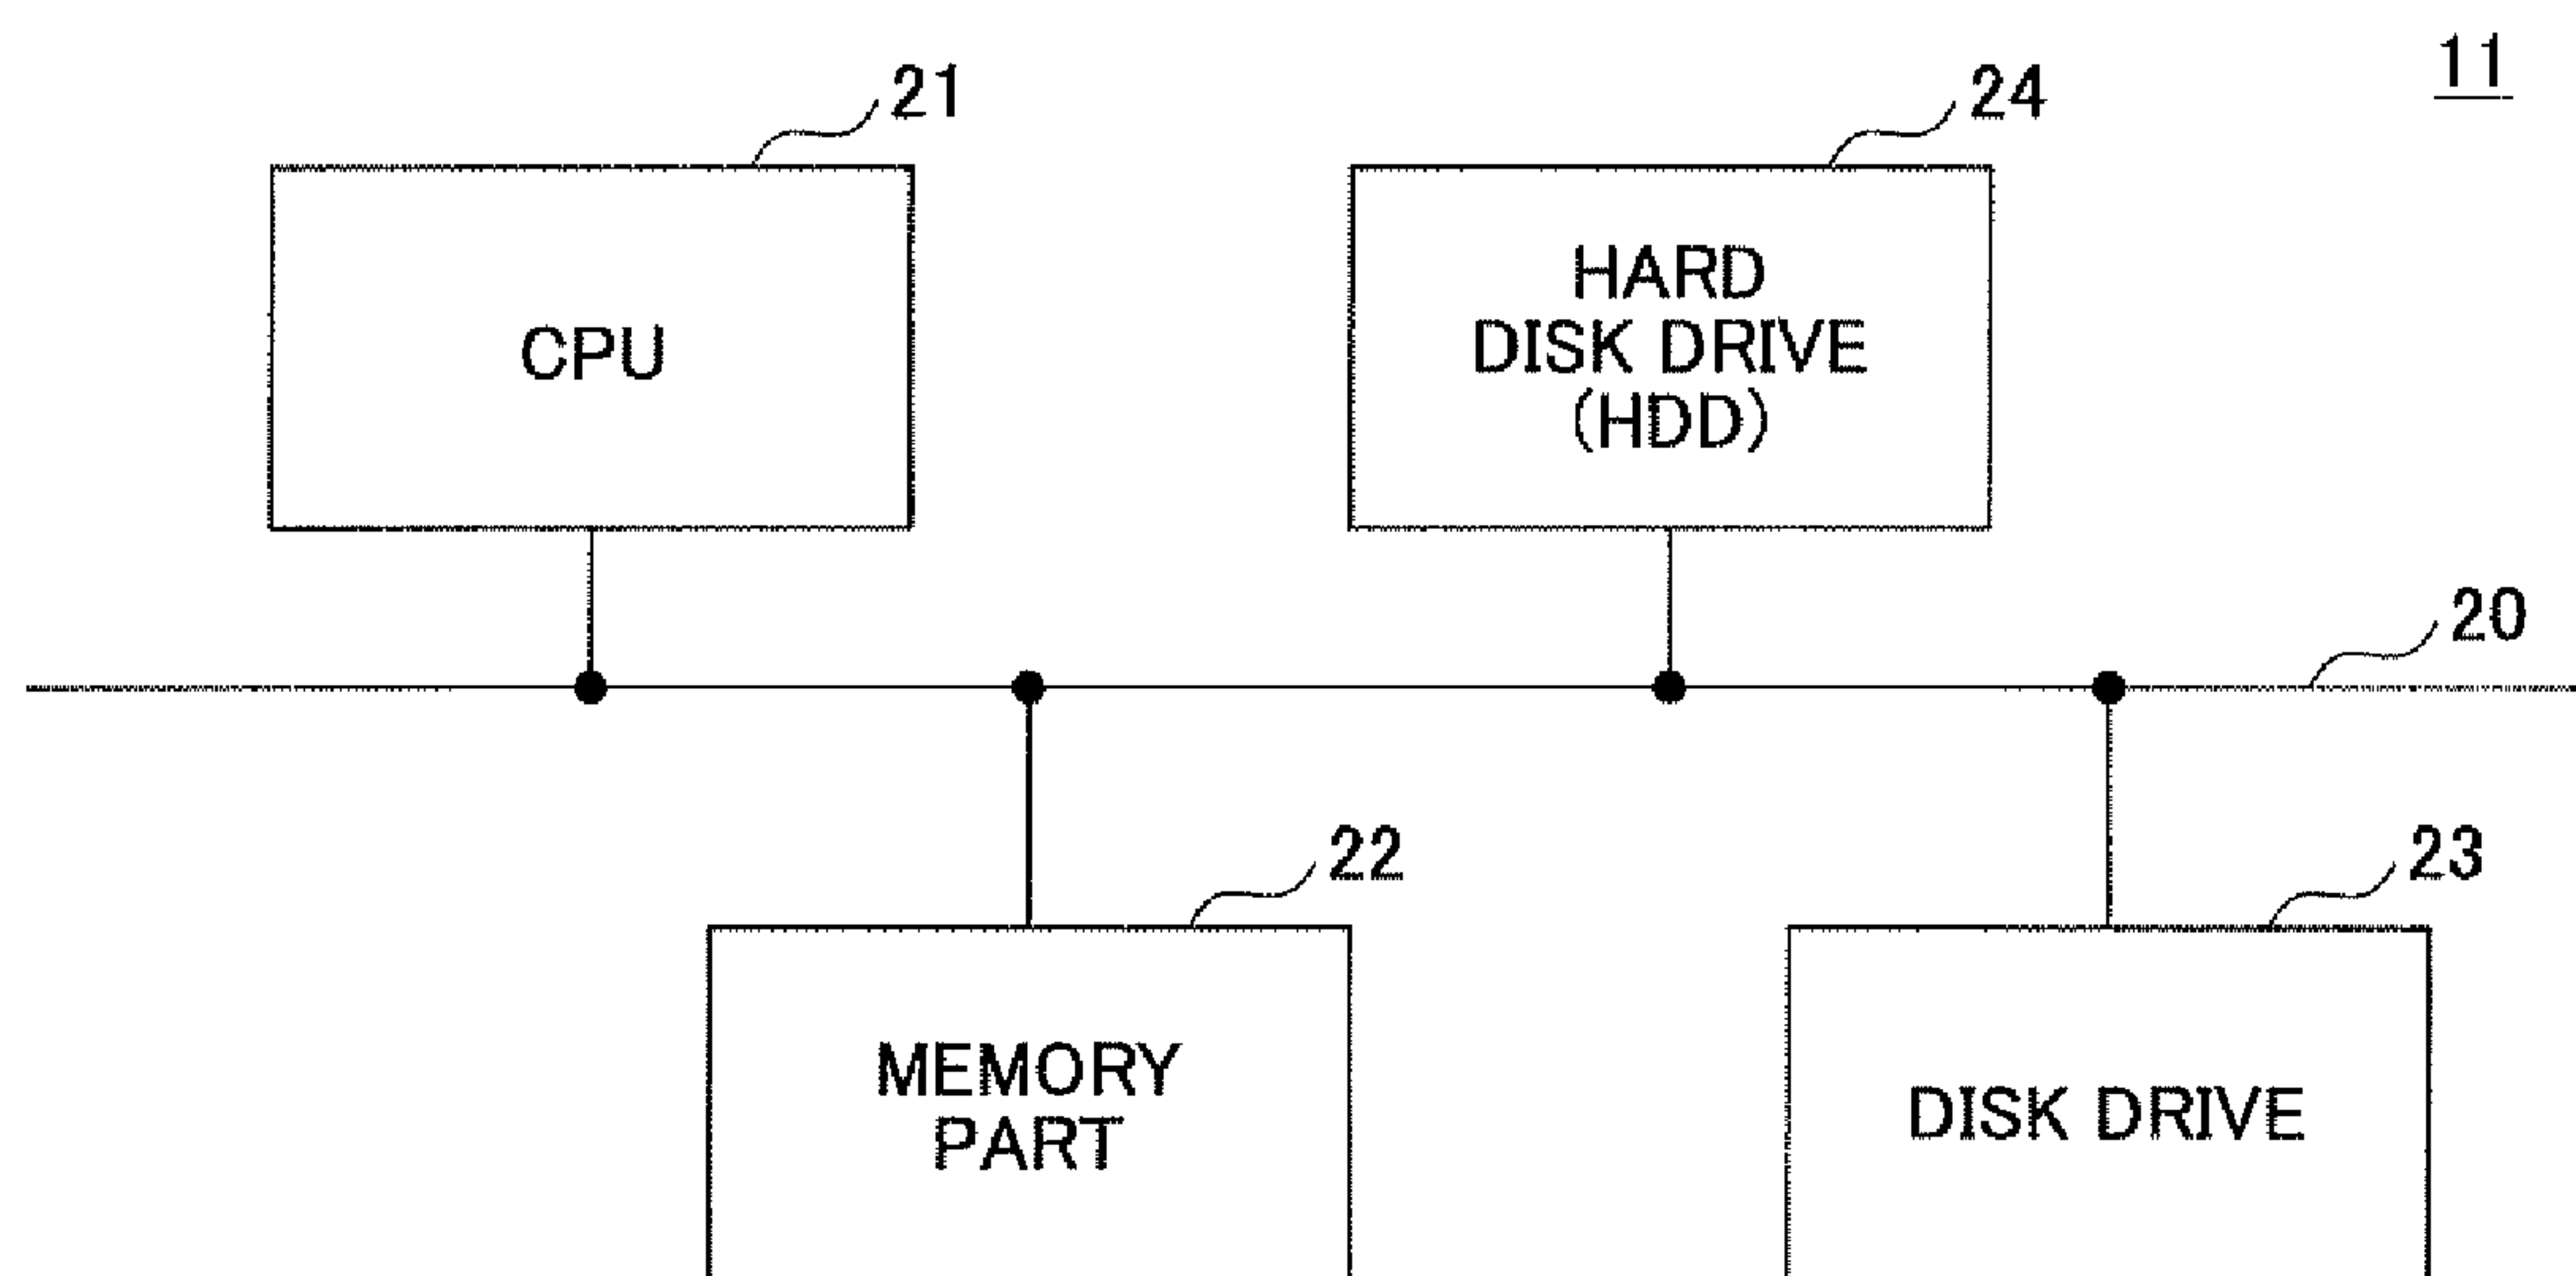 11
21
24
CPU
HARD
DISK DRIVE
(HDD)
20
22
23
MEMORY
PART
DISK DRIVE